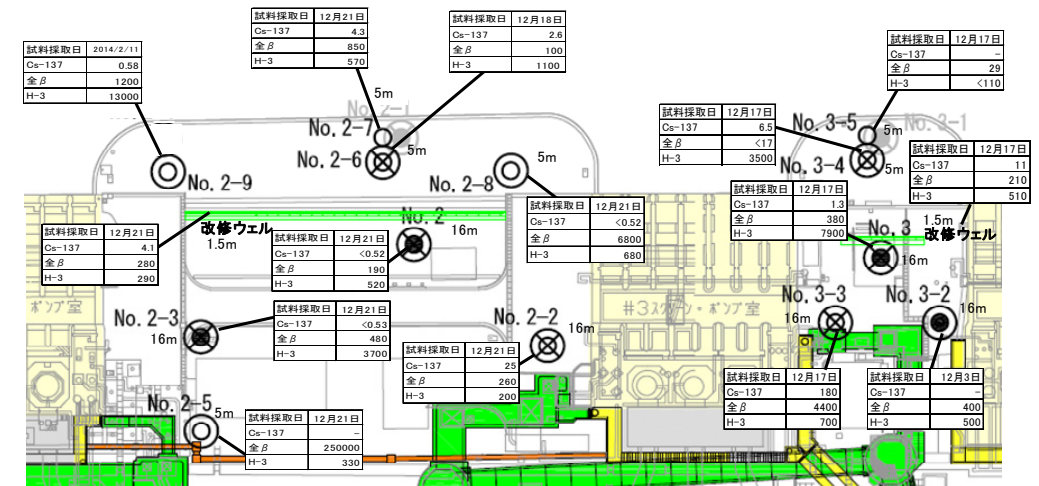 試料採取日 12月21日
Cs-137 4.3
全β 850
H-3 570
試料採取日 12月18日
Cs-137 2.6
全β 100
H-3 1100
試料採取日 2014/2/11
Cs-137 0.58
全β 1200
H-3 13000
試料採取日 12月17日
Cs-137 -
全β 29
H-3 <110
5m
No. 2-1
No. 2-7
No. 2-6
5m
試料採取日 12月17日
Cs-137 6.5
全β <17
H-3 3500
No. 3-5
5m
No. 3-1
No. 3-4
5m
試料採取日 12月17日
Cs-137 11
全β 210
H-3 510
No. 2-9
No. 2-8
5m
試料採取日 12月17日
Cs-137 1.3
全β 380
H-3 7900
試料採取日 12月21日
Cs-137 <0.52
全β 6800
H-3 680
改修ウェル
1.5m
No. 2
16m
1.5m
改修ウェル
No. 3
16m
試料採取日 12月21日
Cs-137 4.1
全β 280
H-3 290
試料採取日 12月21日
Cs-137 <0.52
全β 190
H-3 520
ポンプ室
#3スクリーン・ポンプ室
ポンプ室
No. 2-3
16m
試料採取日 12月21日
Cs-137 <0.53
全β 480
H-3 3700
No. 2-2
16m
No. 3-3
16m
No. 3-2
16m
試料採取日 12月21日
Cs-137 25
全β 260
H-3 200
試料採取日 12月17日
Cs-137 180
全β 4400
H-3 700
試料採取日 12月3日
Cs-137 -
全β 400
H-3 500
No. 2-5
5m
試料採取日 12月21日
Cs-137 -
全β 250000
H-3 330